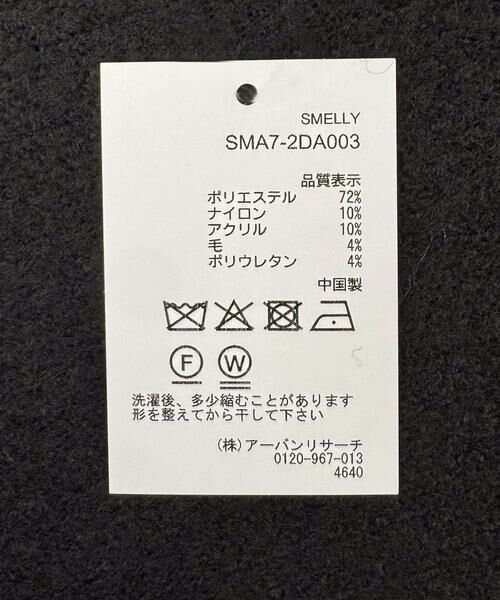 SMELLY
SMA7-2DA003
品質表示
ポリエステル 72%
ナイロン 10%
アクリル 10%
毛 4%
ポリウレタン 4%
中国製
F W
洗濯後、多少縮むことがあります
形を整えてから干して下さい
(株)アーバンリサーチ
0120-967-013
4640